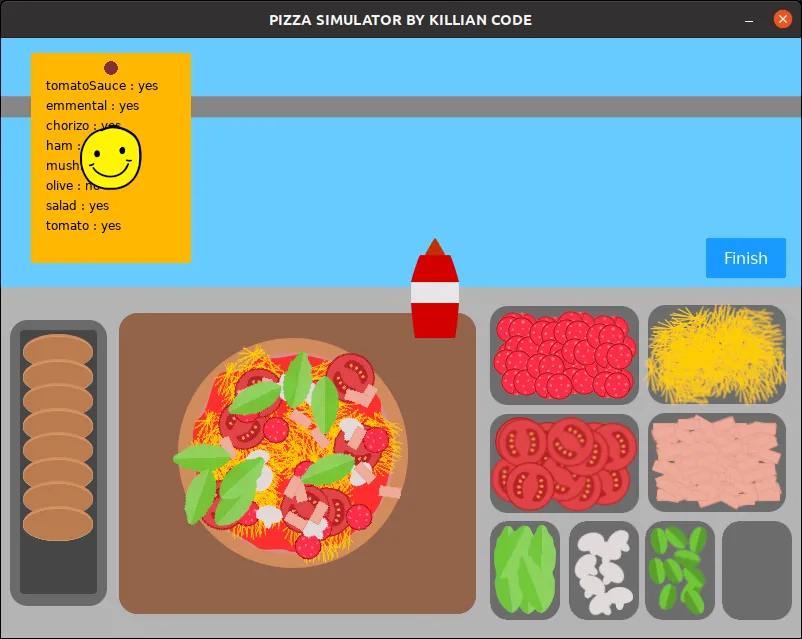 PIZZA SIMULATOR BY KILLIAN CODE
tomatoSauce : yes
emmental : yes
chorizo : yes
ham :
olive : no
salad : yes
tomato : yes
Finish